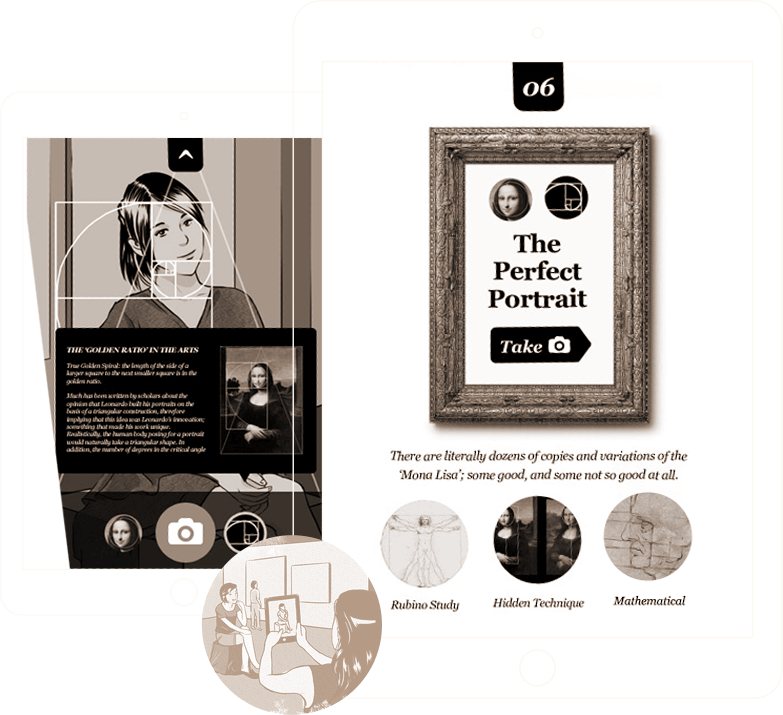 THE 'GOLDEN RATIO' IN THE ARTS
True Golden Spiral: the length of the side of a
larger square to the next smaller square is in the
golden ratio.
Much has been written by scholars about the
opinion that Leonardo built his portraits on the
basis of a triangular construction, therefore
implying that this idea was Leonardo's innovation;
something that made his work unique.
Realistically, the human body posing for a portrait
would naturally take a triangular shape. In
addition, the number of degrees in the critical angle
06
The
Perfect
Portrait
Take
There are literally dozens of copies and variations of the
'Mona Lisa'; some good, and some not so good at all.
Rubino Study
Hidden Technique
Mathematical